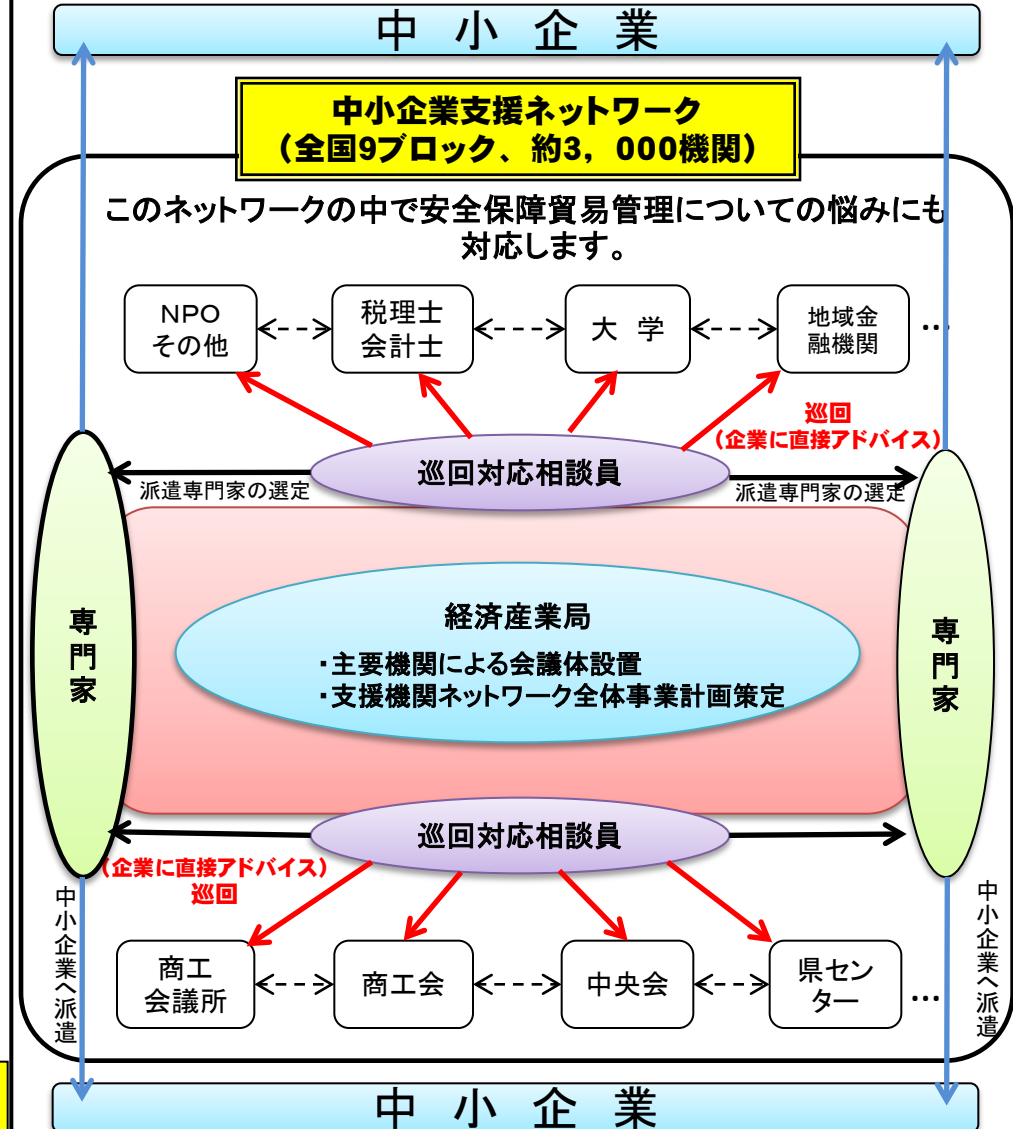 中小企業
中小企業支援ネットワーク
（全国9ブロック、約3，000機関）
このネットワークの中で安全保障貿易管理についての悩みにも
対応します。
ＮＰＯ
その他
税理士
会計士
大 学
地域金
融機関
…
巡回
（企業に直接アドバイス）
巡回対応相談員
派遣専門家の選定
派遣専門家の選定
専門家
経済産業局
・主要機関による会議体設置
・支援機関ネットワーク全体事業計画策定
専門家
巡回対応相談員
（企業に直接アドバイス）
巡回
中小企業へ派遣
商工
会議所
商工会
中央会
県セン
ター
…
中小企業へ派遣
中小企業